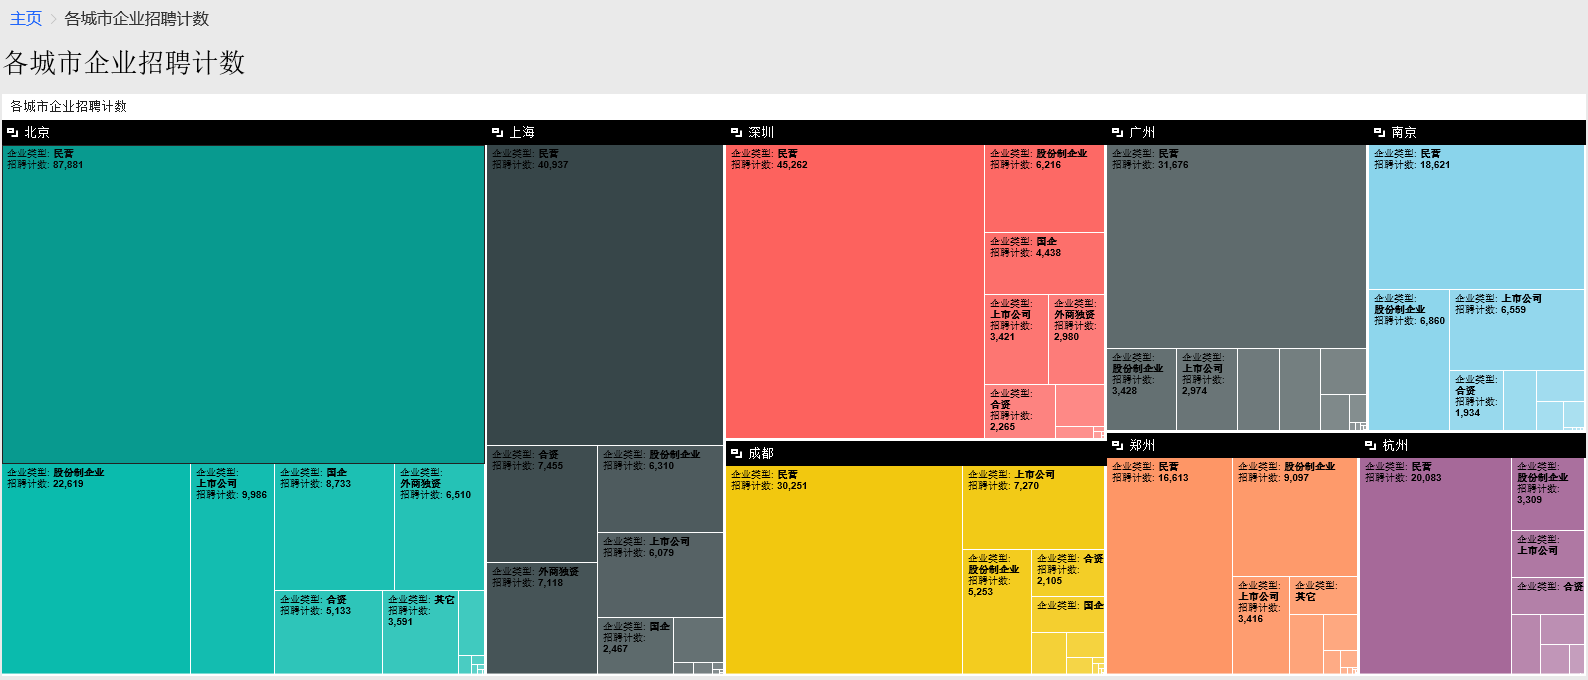 主页 > 各城市企业招聘计数
各城市企业招聘计数
各城市企业招聘计数
北京
企业类型: 民营
招聘计数: 87,881
企业类型: 股份制企业
招聘计数: 22,619
企业类型:
上市公司
招聘计数: 9,986
企业类型: 国企
招聘计数: 8,733
企业类型:
外商独资
招聘计数: 6,510
企业类型: 合资
招聘计数: 5,133
企业类型: 其它
招聘计数:
3,591
上海
企业类型: 民营
招聘计数: 40,937
企业类型: 合资
招聘计数: 7,455
企业类型: 外商独资
招聘计数: 7,118
企业类型: 股份制企业
招聘计数: 6,310
企业类型: 上市公司
招聘计数: 6,079
企业类型: 国企
招聘计数:
2,467
深圳
企业类型: 民营
招聘计数: 45,262
企业类型: 股份制企业
招聘计数: 6,216
企业类型: 国企
招聘计数: 4,438
企业类型:
上市公司
招聘计数:
3,421
企业类型:
外商独资
招聘计数:
2,980
企业类型:
合资
招聘计数:
2,265
成都
企业类型: 民营
招聘计数: 30,251
企业类型: 上市公司
招聘计数: 7,270
企业类型:
股份制企业
招聘计数:
5,253
企业类型: 合资
招聘计数:
2,105
企业类型: 国企
广州
企业类型: 民营
招聘计数: 31,676
企业类型:
股份制企业
招聘计数:
3,428
企业类型:
上市公司
招聘计数:
2,974
南京
企业类型: 民营
招聘计数: 18,621
企业类型:
股份制企业
招聘计数: 6,860
企业类型: 上市公司
招聘计数: 6,559
企业类型:
合资
招聘计数:
1,934
郑州
企业类型: 民营
招聘计数: 16,613
企业类型: 股份制企业
招聘计数: 9,097
企业类型:
上市公司
招聘计数:
3,416
企业类型:
其它
杭州
企业类型: 民营
招聘计数: 20,083
企业类型:
股份制企业
招聘计数:
3,309
企业类型:
上市公司
企业类型: 合资